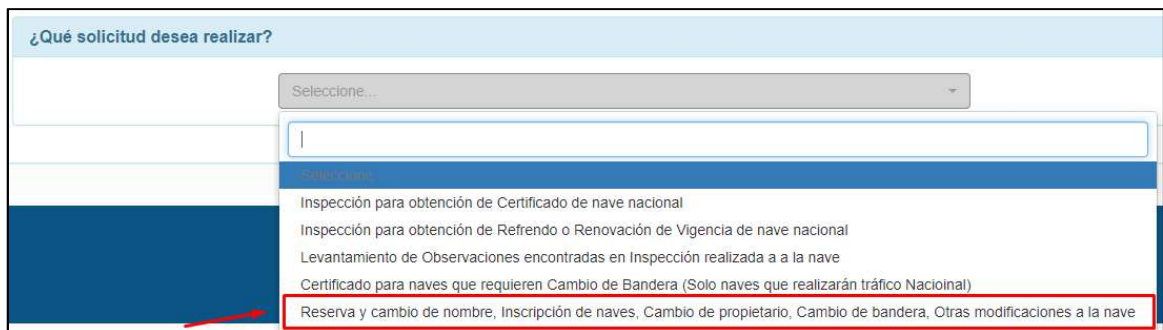 ¿Qué solicitud desea realizar?
Seleccione...
Seleccione...
Inspección para obtención de Certificado de nave nacional
Inspección para obtención de Refrendo o Renovación de Vigencia de nave nacional
Levantamiento de Observaciones encontradas en Inspección realizada a a la nave
Certificado para naves que requieren Cambio de Bandera (Solo naves que realizarán tráfico Nacioinal)
Reserva y cambio de nombre, Inscripción de naves, Cambio de propietario, Cambio de bandera, Otras modificaciones a la nave